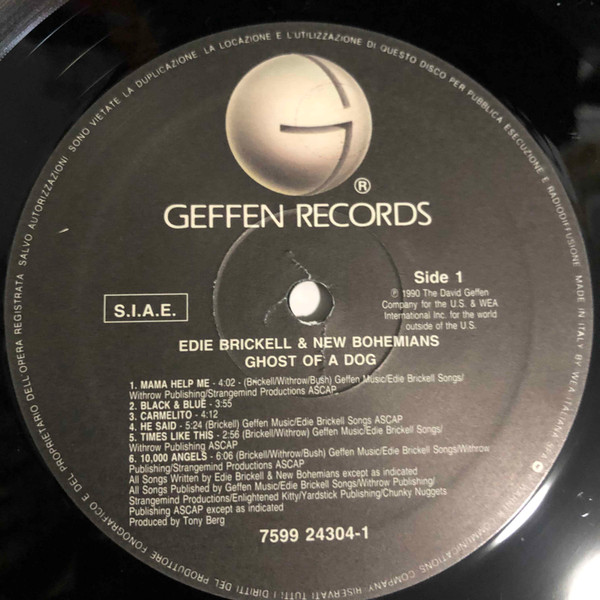 G
®
GEFFEN RECORDS
Side 1
℗ 1990 The David Geffen
Company for the U.S. & WEA
International Inc. for the world
outside of the U.S.
S.I.A.E.
EDIE BRICKELL & NEW BOHEMIANS
GHOST OF A DOG
1. MAMA HELP ME - 4:02 - (Brickell/Withrow/Bush) Geffen Music/Edie Brickell Songs/
Withrow Publishing/Strangemind Productions ASCAP
2. BLACK & BLUE - 3:55
3. CARMELITO - 4:12
4. HE SAID - 5:24 (Brickell) Geffen Music/Edie Brickell Songs ASCAP
5. TIMES LIKE THIS - 2:56 (Brickell/Withrow) Geffen Music/Edie Brickell Songs/
Withrow Publishing ASCAP
6. 10,000 ANGELS - 6:06 (Brickell/Withrow/Bush) Geffen Music/Edie Brickell Songs/Withrow
Publishing/Strangemind Productions ASCAP
All Songs Written by Edie Brickell & New Bohemians except as indicated
All Songs Published by Geffen Music/Edie Brickell Songs/Withrow Publishing/
Strangemind Productions/Enlightened Kitty/Yardstick Publishing/Chunky Nuggets
Publishing ASCAP except as indicated
Produced by Tony Berg
7599 24304-1
COMMUNICATIONS COMPANY. RISERVATI TUTTI I DIRITTI DEL PRODUTTORE FONOGRAFICO E DEL PROPRIETARIO DELL'OPERA REGISTRATA. SALVO AUTORIZZAZIONI SONO VIETATE LA DUPLICAZIONE, LA LOCAZIONE E L'UTILIZZAZIONE DI QUESTO DISCO PER PUBBLICA ESECUZIONE E RADIODIFFUSIONE. MADE IN ITALY BY WEA ITALIANA